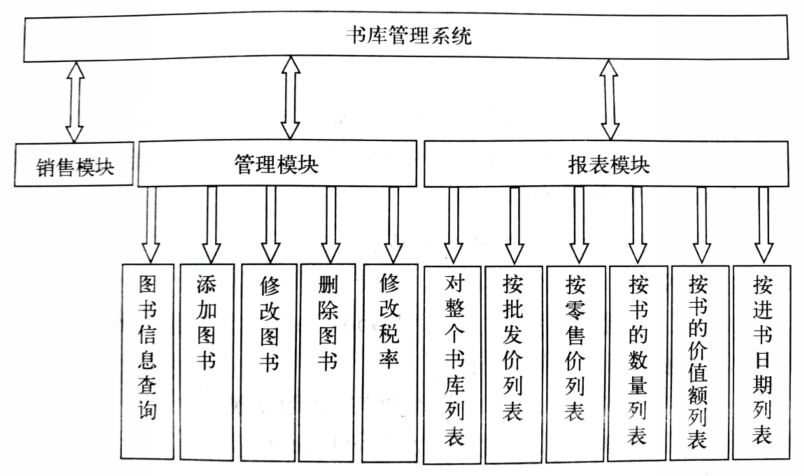 书库管理系统
销售模块
管理模块
报表模块
图书信息查询
添加图书
修改图书
删除图书
修改税率
对整个书库列表
按批发价列表
按零售价列表
按书的数量列表
按书的价值额列表
按进书日期列表